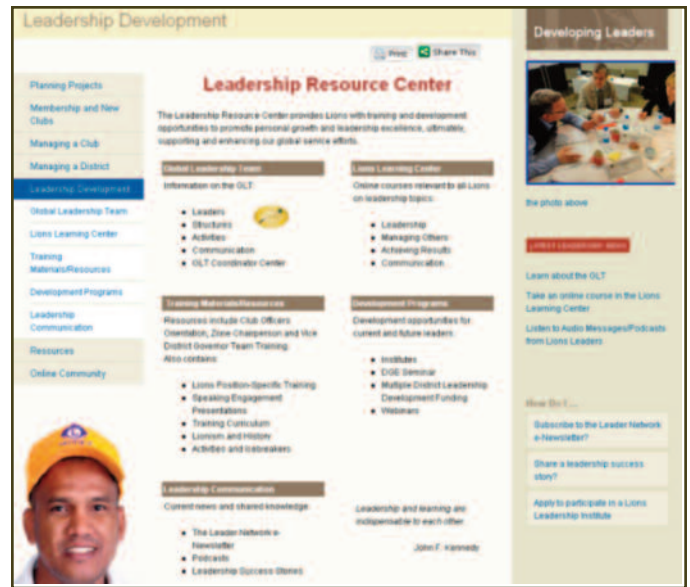 Leadership Development
Print
Share This
Planning Projects
Membership and New
Clubs
Managing a Club
Managing a District
Leadership Development
Global Leadership Team
Lions Learning Center
Training
Materials/Resources
Development Programs
Leadership
Communication
Resources
Online Community
Leadership Resource Center
The Leadership Resource Center provides Lions with training and development
opportunities to promote personal growth and leadership excellence, ultimately,
supporting and enhancing our global service efforts.
Global Leadership Team
Information on the GLT:
Leaders
Structures
Activities
Communication
GLT Coordinator Center
Lions Learning Center
Online courses relevant to all Lions
on leadership topics:
Leadership
Managing Others
Achieving Results
Communication
Training Materials/Resources
Resources include Club Officers
Orientation, Zone Chairperson and Vice
District Governor Team Training.
Also contains:
Lions Position-Specific Training
Speaking Engagement
Presentations
Training Curriculum
Lionism and History
Activities and Icebreakers
Development Programs
Development opportunities for
current and future leaders:
Institutes
DGE Seminar
Multiple District Leadership
Development Funding
Webinars
Leadership Communication
Current news and shared knowledge:
The Leader Network e-
Newsletter
Podcasts
Leadership Success Stories
Leadership and learning are
indispensable to each other.
John F. Kennedy
Developing Leaders
the photo above
LATEST LEADERSHIP NEWS
Learn about the GLT
Take an online course in the Lions
Learning Center
Listen to Audio Messages/Podcasts
from Lions Leaders
How Do I...
Subscribe to the Leader Network
e-Newsletter?
Share a leadership success
story?
Apply to participate in a Lions
Leadership Institute